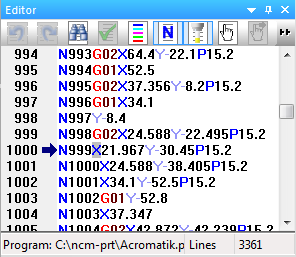 Editor
994 N993G02X64.4Y-22.1P15.2
995 N994G01X52.5
996 N995G02X37.356Y-8.2P15.2
997 N996G01X34.1
998 N997Y-8.4
999 N998G02X24.588Y-22.495P15.2
1000 N999X21.967Y-30.45P15.2
1001 N1000X24.588Y-38.405P15.2
1002 N1001X34.1Y-52.5P15.2
1003 N1002G01Y-52.8
1004 N1003X37.347
1005 N1004G02X42.872Y-42.239P15.2
Program: C:\ncm-prt\Acromatik.p Lines 3361